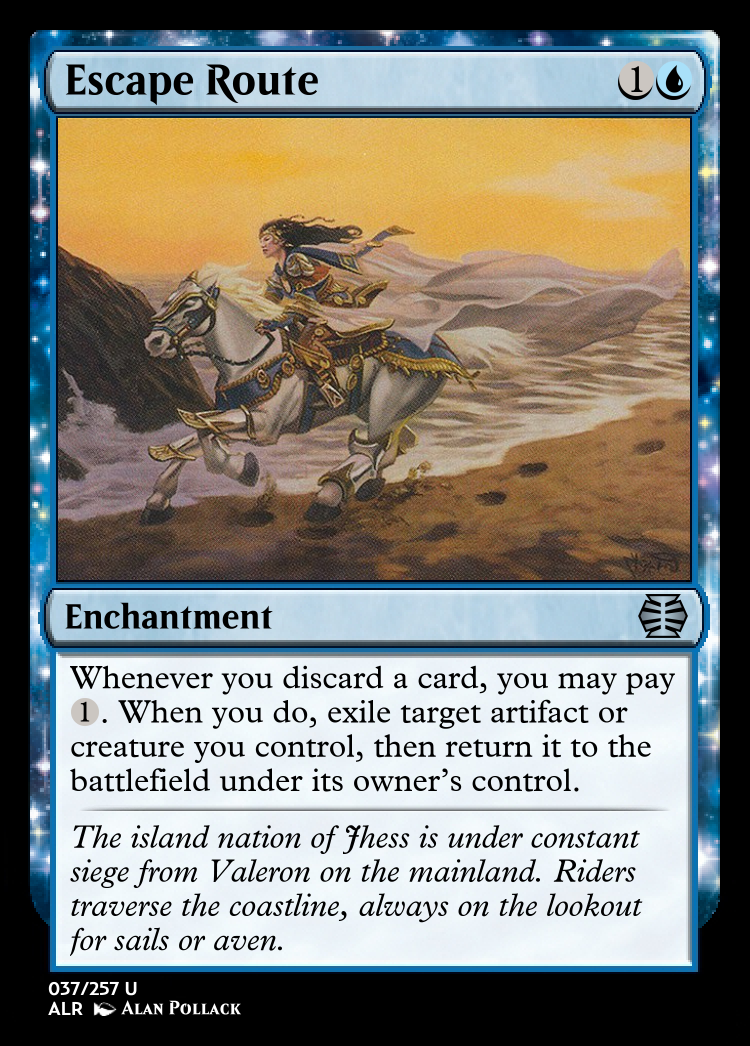 Escape Route 1
Enchantment
Whenever you discard a card, you may pay
1. When you do, exile target artifact or
creature you control, then return it to the
battlefield under its owner's control.
The island nation of Jhess is under constant
siege from Valeron on the mainland. Riders
traverse the coastline, always on the lookout
for sails or aven.
037/257 U
ALR Alan Pollack